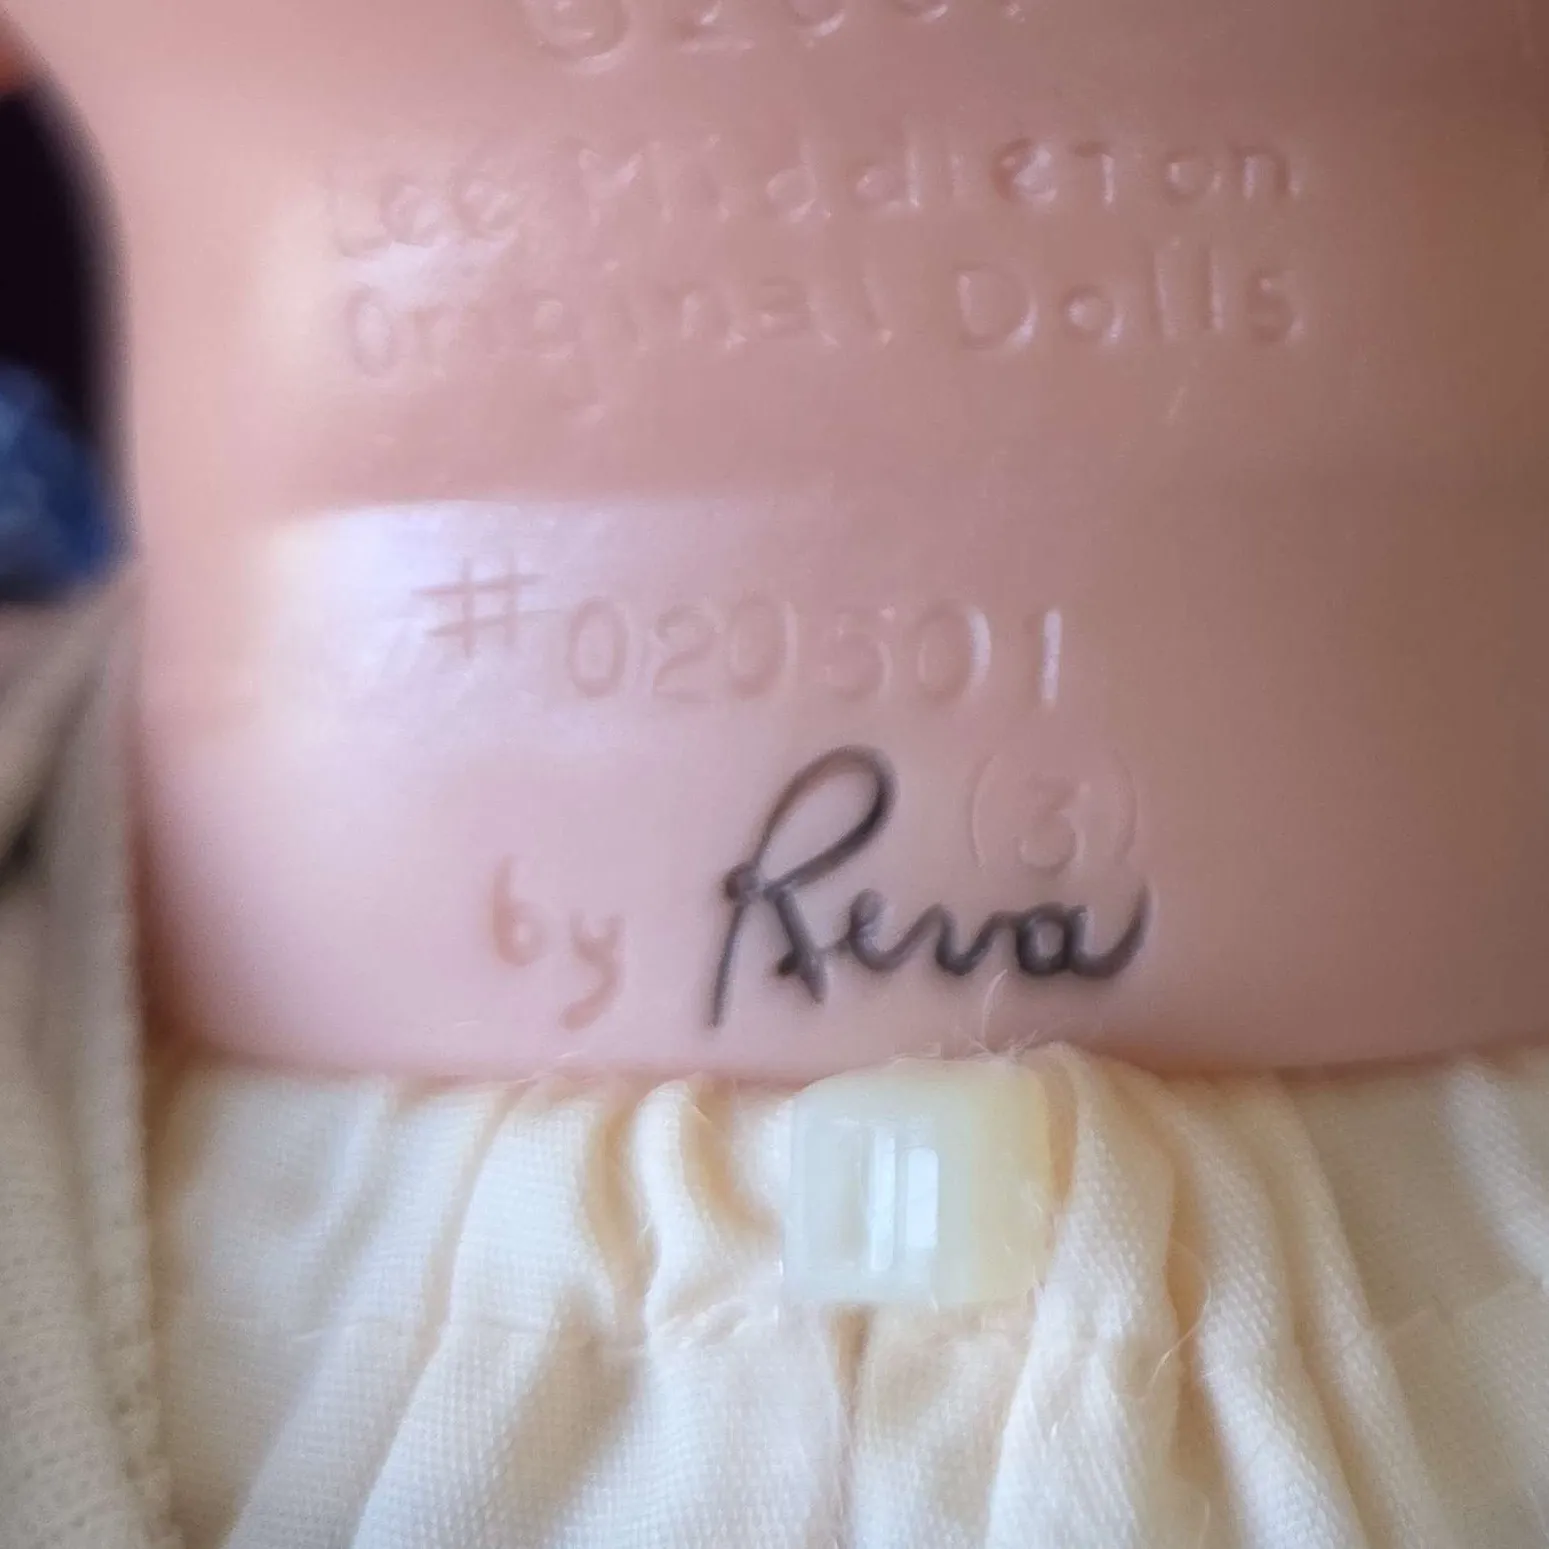 Lee Middleton
Original Dolls
#020501
(3)
by Reva